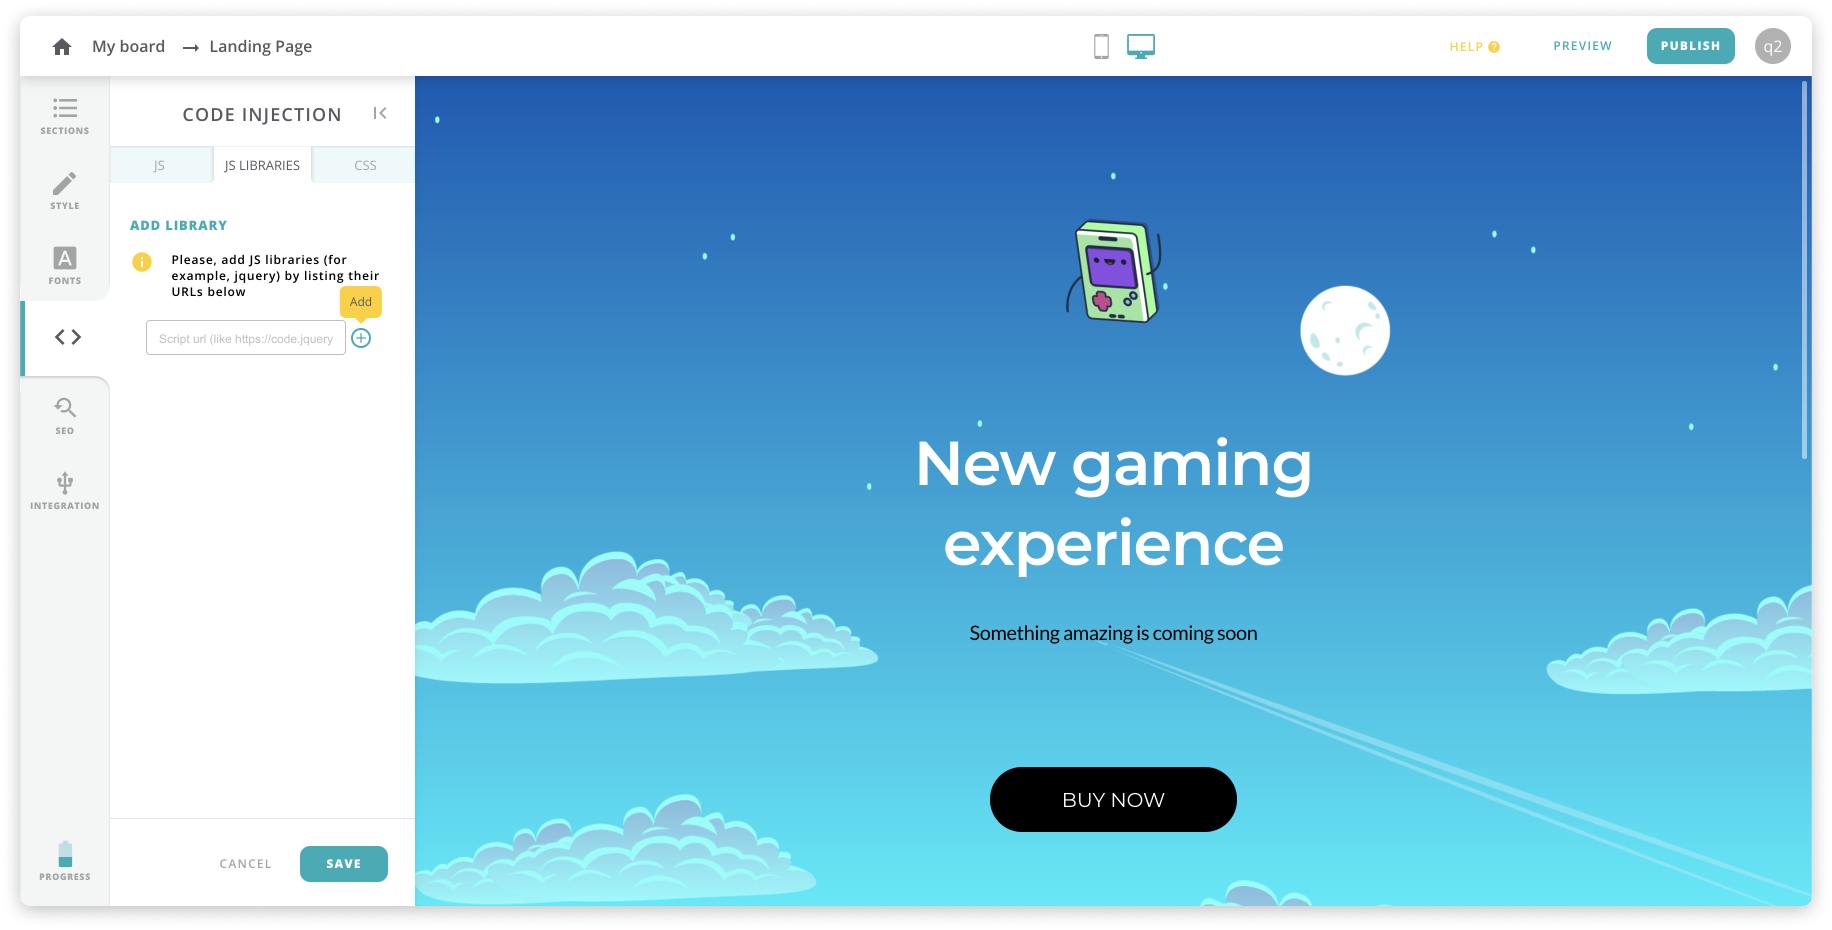 My board → Landing Page
HELP ?
PREVIEW
PUBLISH
q2
SECTIONS
STYLE
A
FONTS
SEO
INTEGRATION
PROGRESS
CODE INJECTION
JS
JS LIBRARIES
CSS
ADD LIBRARY
Please, add JS libraries (for
example, jquery) by listing their
URLs below
Add
Script url (like https://code.jquery
CANCEL
SAVE
New gaming
experience
Something amazing is coming soon
BUY NOW